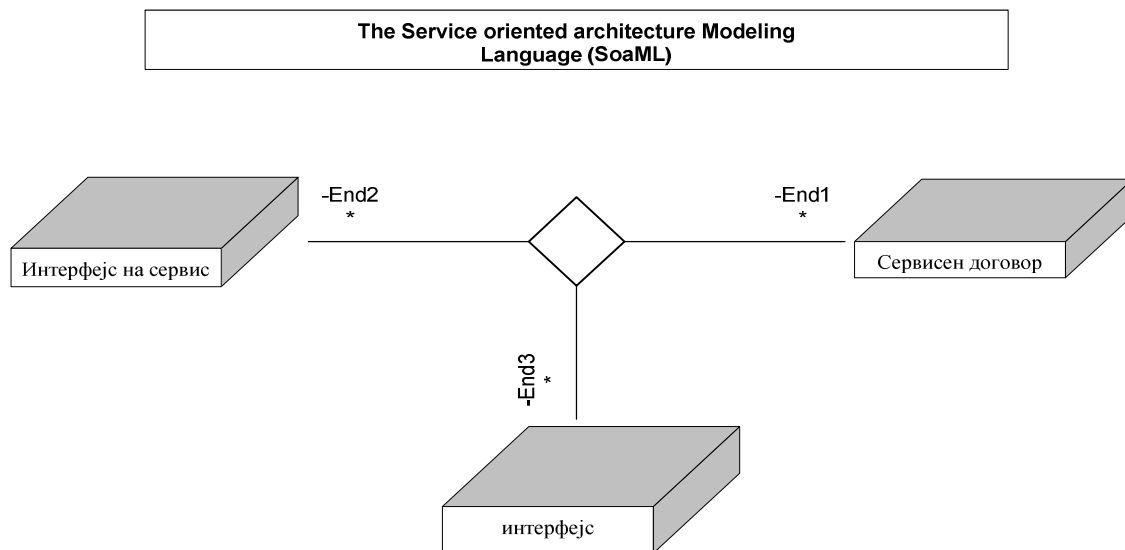 The Service oriented architecture Modeling
Language (SoaML)
-End2
*
-End1
*
Интерфејс на сервис
Сервисен договор
-End3
*
интерфејс